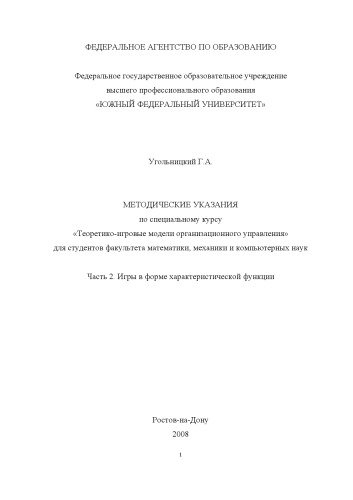 ФЕДЕРАЛЬНОЕ АГЕНТСТВО ПО ОБРАЗОВАНИЮ
Федеральное государственное образовательное учреждение
высшего профессионального образования
«ЮЖНЫЙ ФЕДЕРАЛЬНЫЙ УНИВЕРСИТЕТ»
Угольницкий Г.А.
МЕТОДИЧЕСКИЕ УКАЗАНИЯ
по специальному курсу
«Теоретико-игровые модели организационного управления»
для студентов факультета математики, механики и компьютерных наук
Часть 2. Игры в форме характеристической функции
Ростов-на-Дону
2008
1